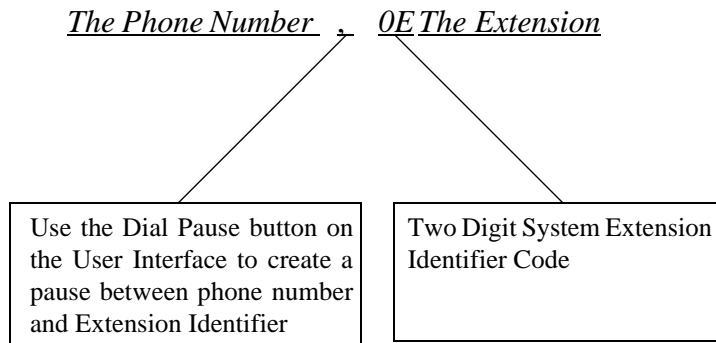 The Phone Number , 0E The Extension
Use the Dial Pause button on
the User Interface to create a
pause between phone number
and Extension Identifier
Two Digit System Extension
Identifier Code